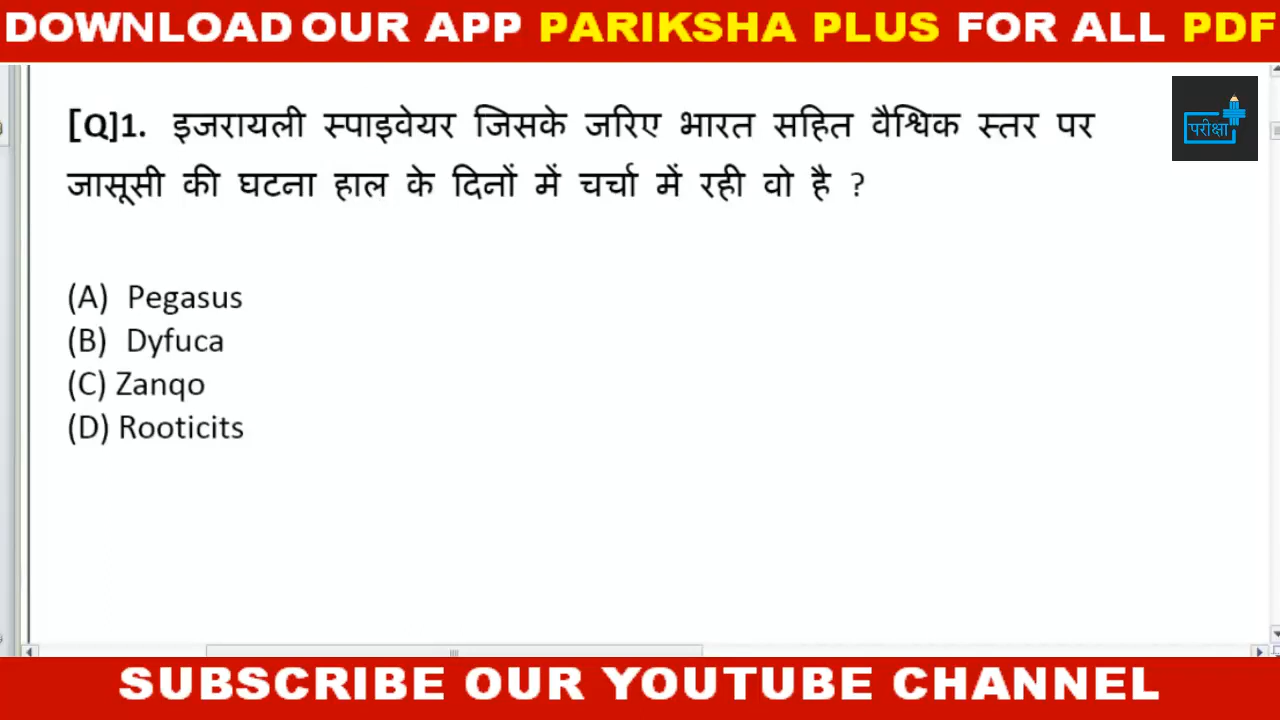 DOWNLOAD OUR APP PARIKSHA PLUS FOR ALL PDF
परीक्षा
[Q]1. इजरायली स्पाइवेयर जिसके जरिए भारत सहित वैश्विक स्तर पर
जासूसी की घटना हाल के दिनों में चर्चा में रही वो है ?
(A) Pegasus
(B) Dyfuca
(C) Zanqo
(D) Rooticits
SUBSCRIBE OUR YOUTUBE CHANNEL